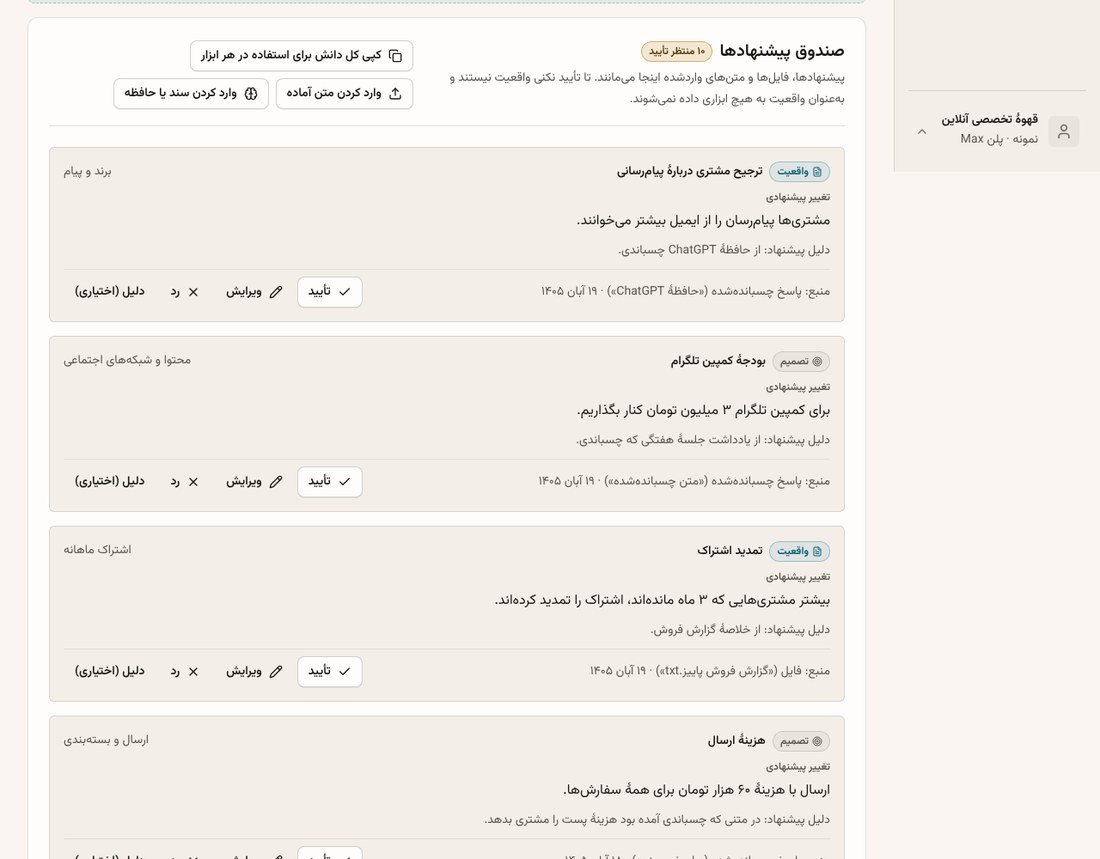 صندوق پیشنهادها
۱۰ منتظر تأیید
پیشنهادها، فایل‌ها و متن‌های واردشده اینجا می‌مانند. تا تأیید نکنی واقعیت نیستند و
به‌عنوان واقعیت به هیچ ابزاری داده نمی‌شوند.
کپی کل دانش برای استفاده در هر ابزار
وارد کردن متن آماده
وارد کردن سند یا حافظه
قهوهٔ تخصصی آنلاین
نمونه · پلن Max
واقعیت
ترجیح مشتری دربارهٔ پیام‌رسانی
برند و پیام
تغییر پیشنهادی
مشتری‌ها پیام‌رسان را از ایمیل بیشتر می‌خوانند.
دلیل پیشنهاد: از حافظهٔ ChatGPT چسباندی.
منبع: پاسخ چسبانده‌شده («حافظهٔ ChatGPT») · ۱۹ آبان ۱۴۰۵
تأیید
ویرایش
رد
دلیل (اختیاری)
تصمیم
بودجهٔ کمپین تلگرام
محتوا و شبکه‌های اجتماعی
تغییر پیشنهادی
برای کمپین تلگرام ۳ میلیون تومان کنار بگذاریم.
دلیل پیشنهاد: از یادداشت جلسهٔ هفتگی که چسباندی.
منبع: پاسخ چسبانده‌شده («متن چسبانده‌شده») · ۱۹ آبان ۱۴۰۵
تأیید
ویرایش
رد
دلیل (اختیاری)
واقعیت
تمدید اشتراک
اشتراک ماهانه
تغییر پیشنهادی
بیشتر مشتری‌هایی که ۳ ماه مانده‌اند، اشتراک را تمدید کرده‌اند.
دلیل پیشنهاد: از خلاصهٔ گزارش فروش.
منبع: فایل («گزارش فروش پاییز.txt») · ۱۹ آبان ۱۴۰۵
تأیید
ویرایش
رد
دلیل (اختیاری)
تصمیم
هزینهٔ ارسال
ارسال و بسته‌بندی
تغییر پیشنهادی
ارسال با هزینهٔ ۶۰ هزار تومان برای همهٔ سفارش‌ها.
دلیل پیشنهاد: در متنی که چسباندی آمده بود هزینهٔ پست را مشتری بدهد.